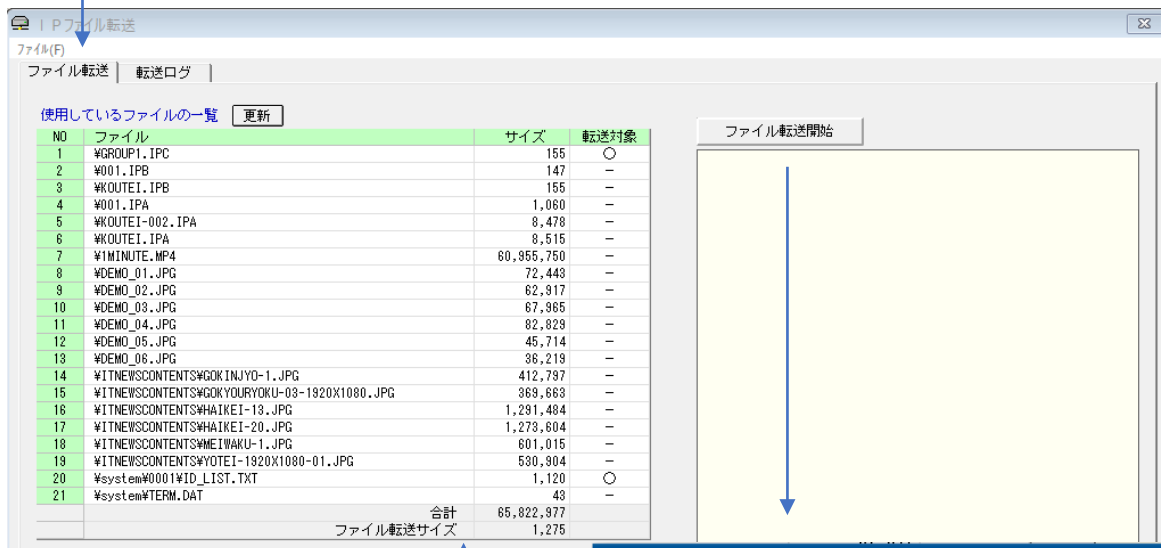 ＩＰファイル転送
ﾌｧｲﾙ(F)
ファイル転送 転送ログ
使用しているファイルの一覧 更新
ファイル転送開始
NO ファイル サイズ 転送対象
1 ¥GROUP1.IPC 155 ○
2 ¥001.IPB 147 −
3 ¥KOUTEI.IPB 155 −
4 ¥001.IPA 1,060 −
5 ¥KOUTEI-002.IPA 8,478 −
6 ¥KOUTEI.IPA 8,515 −
7 ¥1MINUTE.MP4 60,955,750 −
8 ¥DEMO_01.JPG 72,443 −
9 ¥DEMO_02.JPG 62,917 −
10 ¥DEMO_03.JPG 67,965 −
11 ¥DEMO_04.JPG 82,829 −
12 ¥DEMO_05.JPG 45,714 −
13 ¥DEMO_06.JPG 36,219 −
14 ¥ITNEWSCONTENTS¥GOKINJYO-1.JPG 412,797 −
15 ¥ITNEWSCONTENTS¥GOKYOURYOKU-03-1920X1080.JPG 369,663 −
16 ¥ITNEWSCONTENTS¥HAIKEI-13.JPG 1,291,484 −
17 ¥ITNEWSCONTENTS¥HAIKEI-20.JPG 1,273,604 −
18 ¥ITNEWSCONTENTS¥MEIWAKU-1.JPG 601,015 −
19 ¥ITNEWSCONTENTS¥YOTEI-1920X1080-01.JPG 530,904 −
20 ¥system¥0001¥ID_LIST.TXT 1,120 ○
21 ¥system¥TERM.DAT 43 −
合計 65,822,977
ファイル転送サイズ 1,275